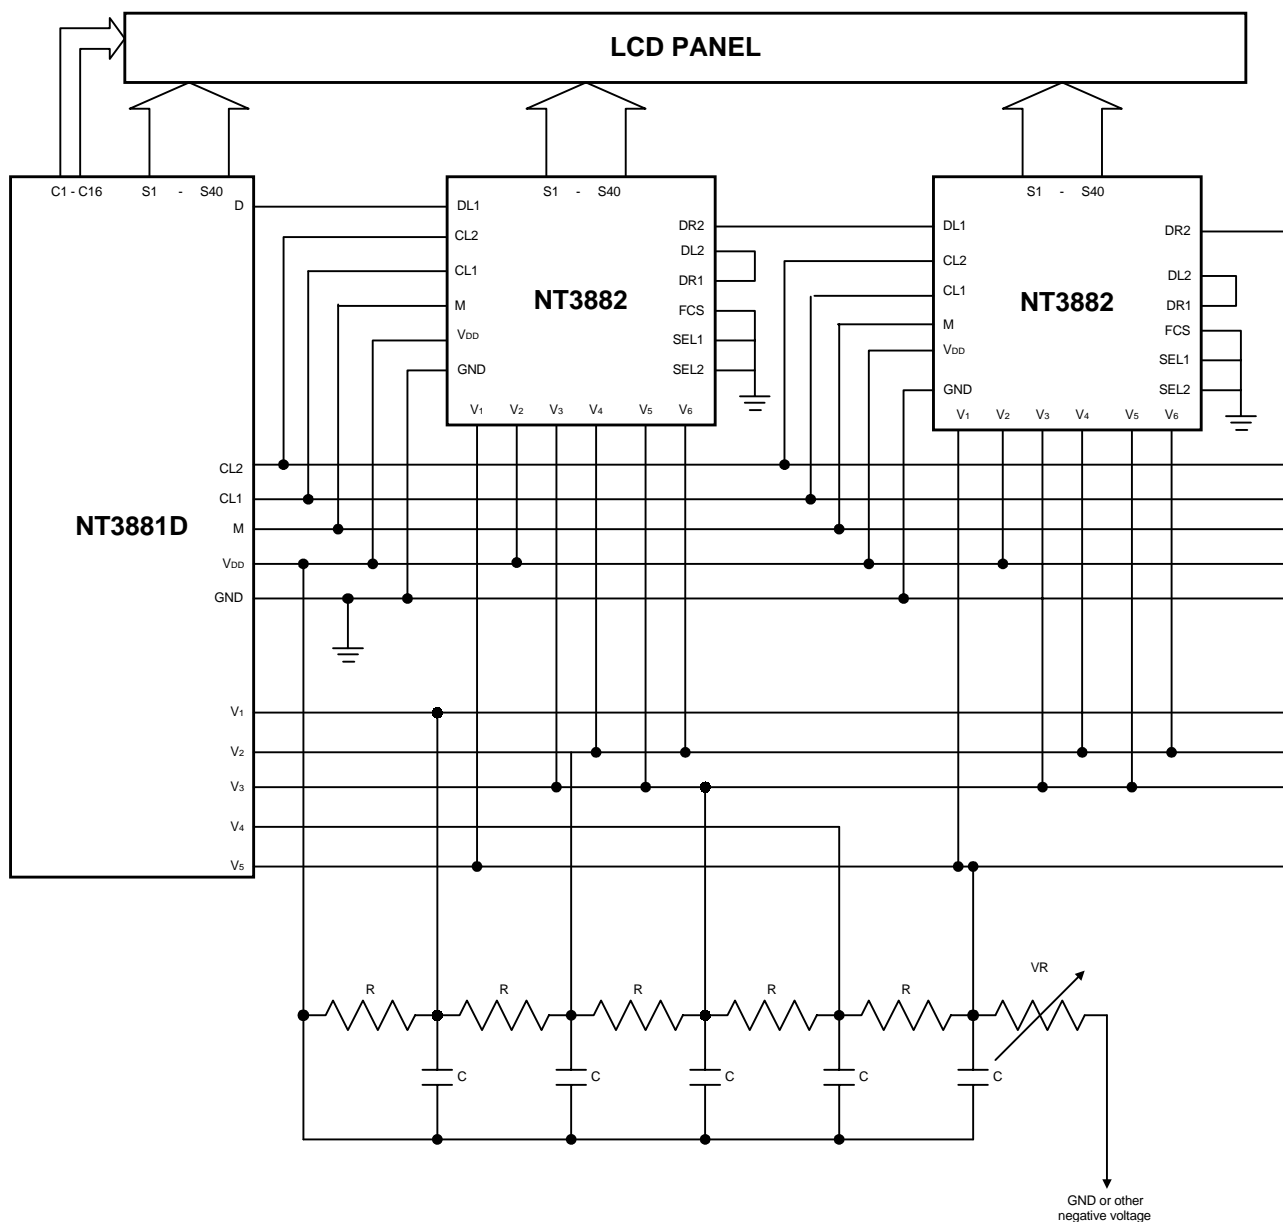 LCD PANEL
C1 - C16 S1 - S40
D
CL2
CL1
NT3881D
M
VDD
GND
V1
V2
V3
V4
V5
S1 - S40
DL1
CL2
CL1
M
VDD
GND
NT3882
DR2
DL2
DR1
FCS
SEL1
SEL2
V1 V2 V3 V4 V5 V6
S1 - S40
DL1
CL2
CL1
M
VDD
GND
NT3882
DR2
DL2
DR1
FCS
SEL1
SEL2
V1 V2 V3 V4 V5 V6
R R R R R VR
C C C C C
GND or other
negative voltage